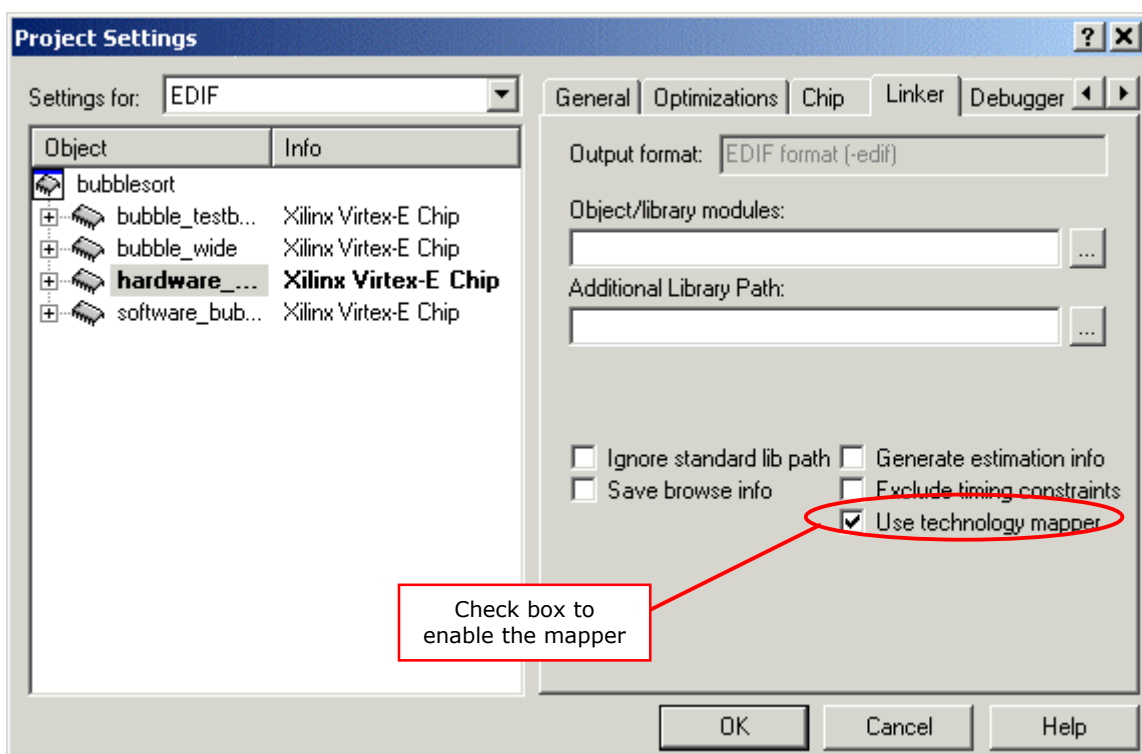 Project Settings
Settings for: EDIF
Object Info
bubblesort
bubble_testb... Xilinx Virtex-E Chip
bubble_wide Xilinx Virtex-E Chip
hardware_... Xilinx Virtex-E Chip
software_bub... Xilinx Virtex-E Chip
General Optimizations Chip Linker Debugger
Output format: EDIF format (-edif)
Object/library modules:
...
Additional Library Path:
...
Ignore standard lib path Generate estimation info
Save browse info Exclude timing constraints
Use technology mapper
Check box to
enable the mapper
OK Cancel Help